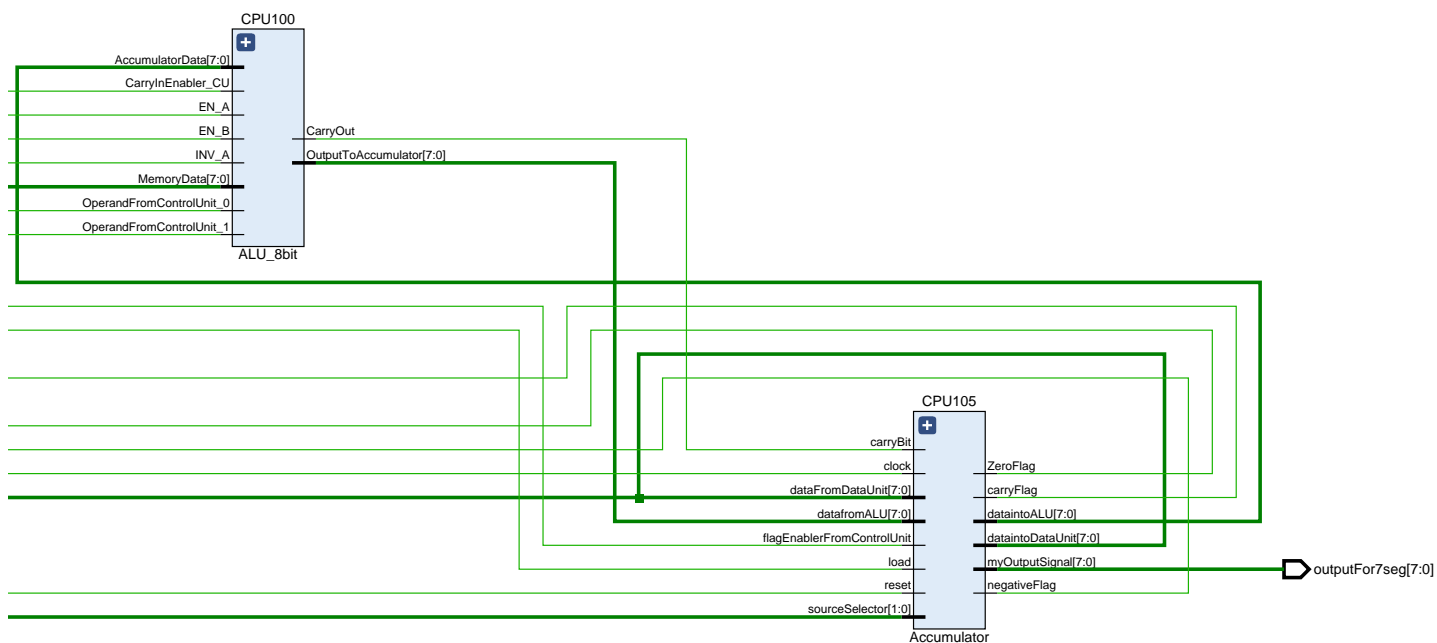 CPU100
AccumulatorData[7:0]
CarryInEnabler_CU
EN_A
EN_B
INV_A
MemoryData[7:0]
OperandFromControlUnit_0
OperandFromControlUnit_1
CarryOut
OutputToAccumulator[7:0]
ALU_8bit
CPU105
carryBit
clock
dataFromDataUnit[7:0]
datafromALU[7:0]
flagEnablerFromControlUnit
load
reset
sourceSelector[1:0]
ZeroFlag
carryFlag
dataintoALU[7:0]
dataintoDataUnit[7:0]
myOutputSignal[7:0]
negativeFlag
Accumulator
outputFor7seg[7:0]